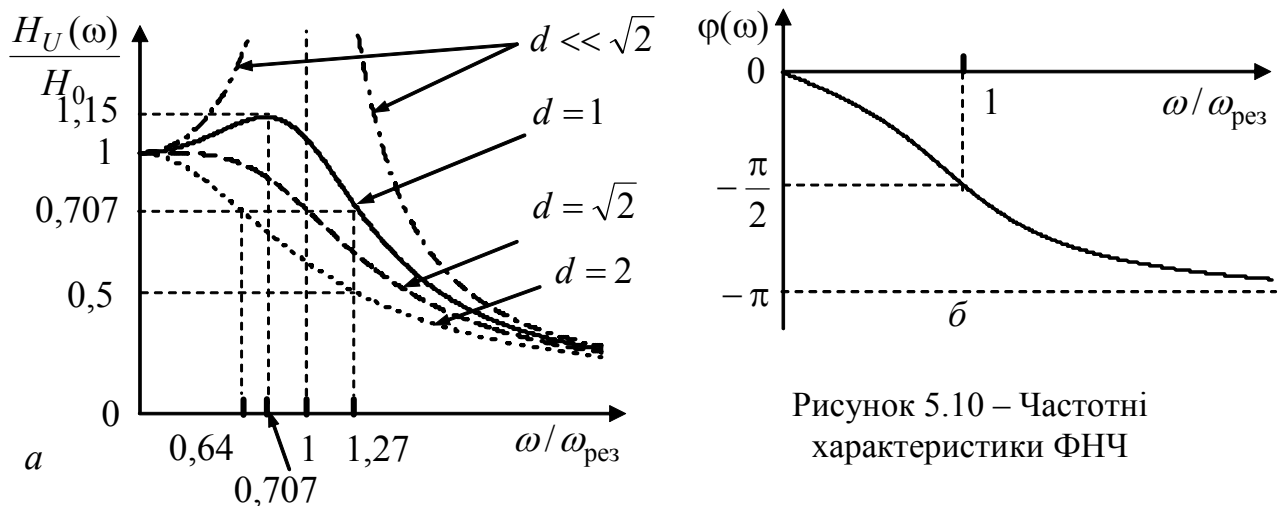 H_U(ω)
H_0
1,15
1
0,707
0,5
0
d << √2
d = 1
d = √2
d = 2
0,64
0,707
1
1,27
ω/ω_рез
а
φ(ω)
0
1
ω/ω_рез
−π/2
−π
б
Рисунок 5.10 – Частотні
характеристики ФНЧ